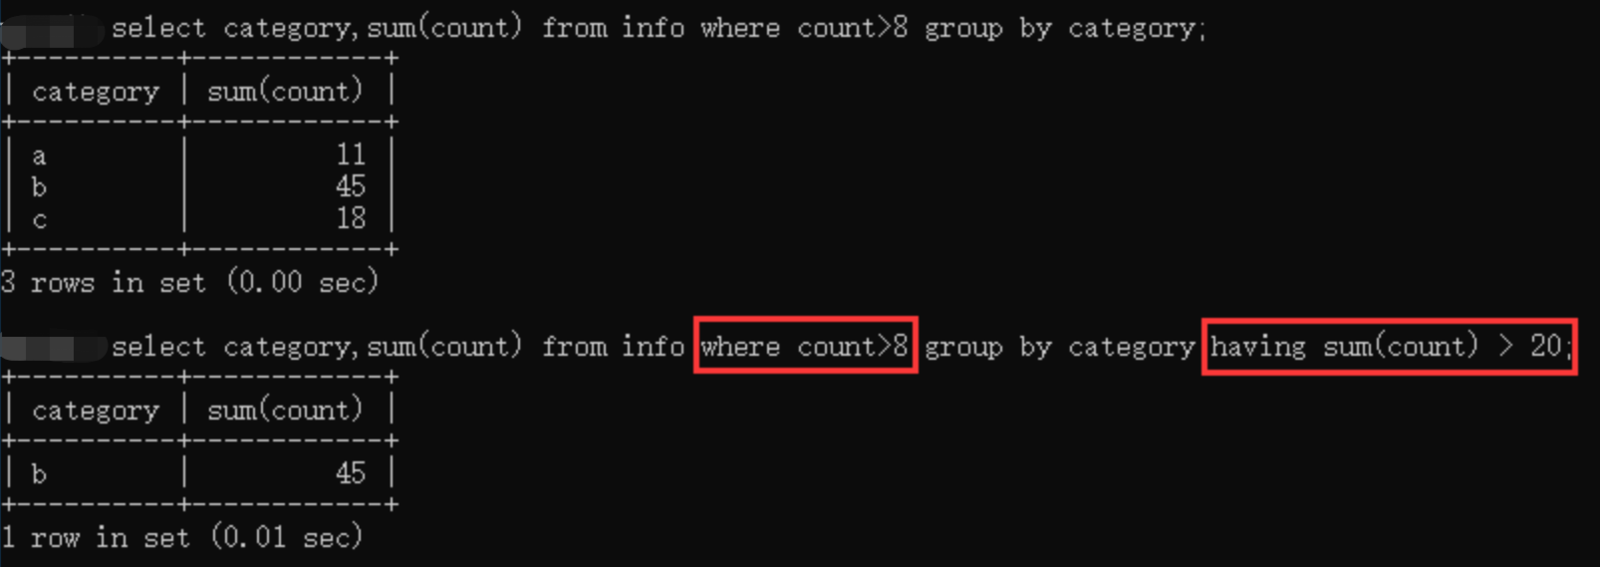 select category,sum(count) from info where count>8 group by category;
+----------+------------+
| category | sum(count) |
+----------+------------+
| a        |         11 |
| b        |         45 |
| c        |         18 |
+----------+------------+
3 rows in set (0.00 sec)
select category,sum(count) from info where count>8 group by category having sum(count) > 20;
+----------+------------+
| category | sum(count) |
+----------+------------+
| b        |         45 |
+----------+------------+
1 row in set (0.01 sec)